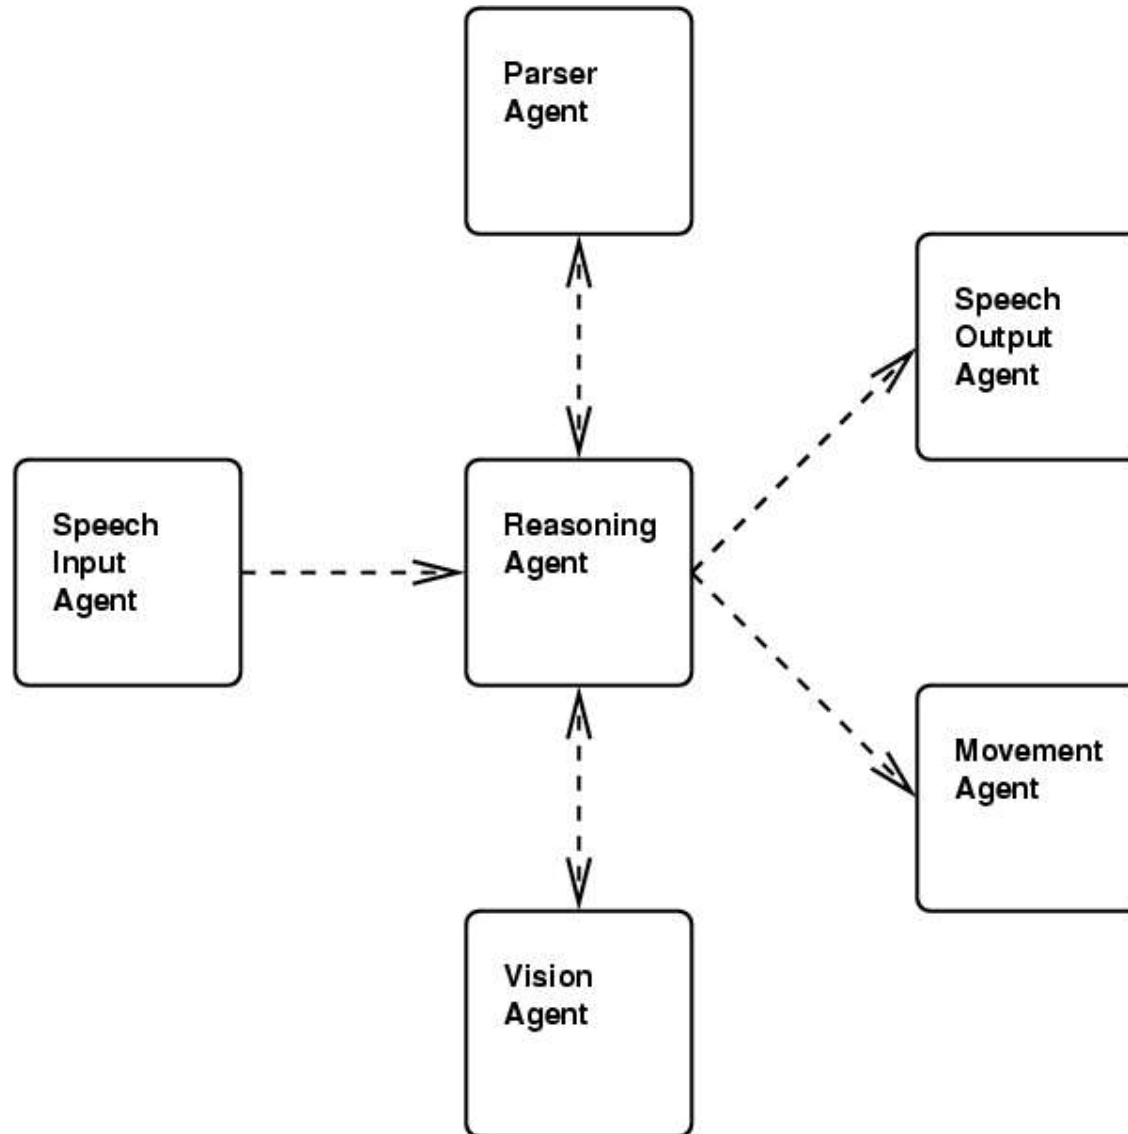 Parser
Agent
Speech
Output
Agent
Speech
Input
Agent
Reasoning
Agent
Movement
Agent
Vision
Agent